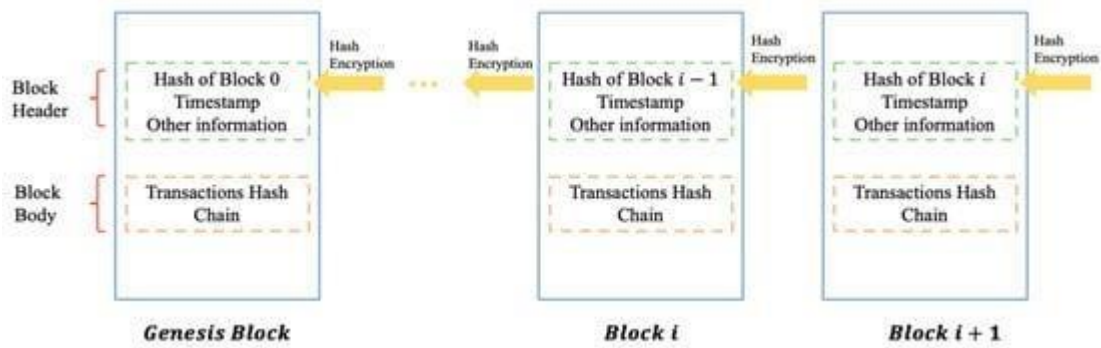 Block
Header
Block
Body
Hash of Block 0
Timestamp
Other information
Transactions Hash
Chain
Genesis Block
Hash
Encryption
Hash
Encryption
Hash of Block i − 1
Timestamp
Other information
Transactions Hash
Chain
Block i
Hash
Encryption
Hash of Block i
Timestamp
Other information
Transactions Hash
Chain
Block i + 1
Hash
Encryption